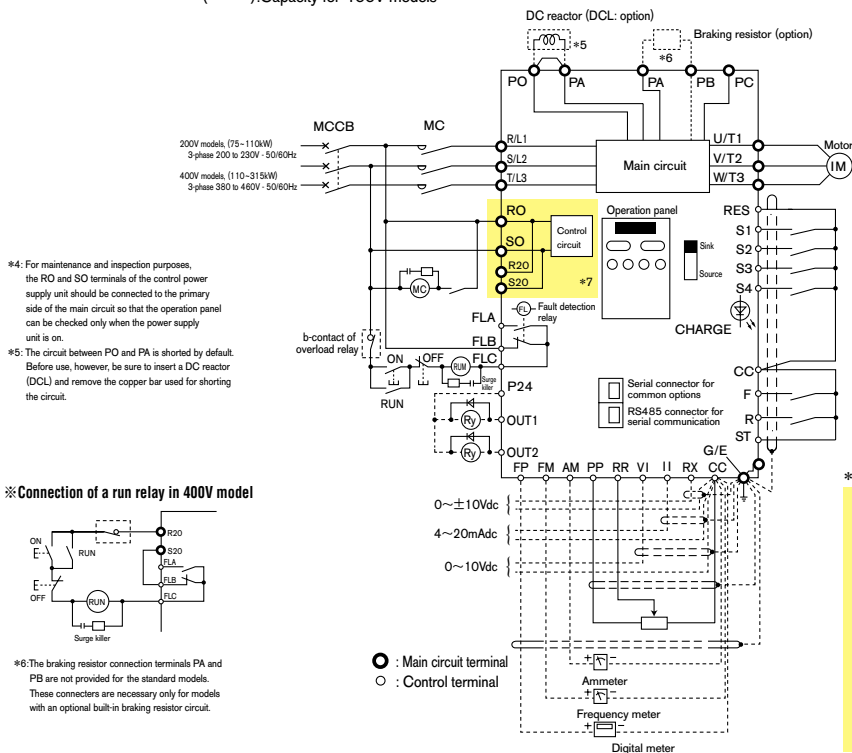 ( ):Capacity for 400V models
DC reactor (DCL: option)
Braking resistor (option)
*5
*6
PO
PA
PA
PB
PC
MCCB
MC
200V models, (75~110kW)
3-phase 200 to 230V - 50/60Hz
400V models, (110~315kW)
3-phase 380 to 460V - 50/60Hz
R/L1
S/L2
T/L3
Main circuit
U/T1
V/T2
W/T3
Motor
IM
RO
SO
R20
S20
Control
circuit
*7
Operation panel
Sink
Source
RES
S1
S2
S3
S4
CHARGE
*4: For maintenance and inspection purposes,
the RO and SO terminals of the control power
supply unit should be connected to the primary
side of the main circuit so that the operation panel
can be checked only when the power supply
unit is on.
*5: The circuit between PO and PA is shorted by default.
Before use, however, be sure to insert a DC reactor
(DCL) and remove the copper bar used for shorting
the circuit.
MC
b-contact of
overload relay
ON
OFF
RUM
Surge
killer
RUN
FLA
FLB
FLC
FL
Fault detection
relay
P24
Ry
OUT1
Ry
OUT2
Serial connector for
common options
RS485 connector for
serial communication
CC
F
R
ST
G/E
FP FM AM PP RR VI II RX CC
0~±10Vdc
4~20mAdc
0~10Vdc
※Connection of a run relay in 400V model
ON
RUN
OFF
RUN
Surge killer
R20
S20
FLA
FLB
FLC
*6:The braking resistor connection terminals PA and
PB are not provided for the standard models.
These connecters are necessary only for models
with an optional built-in braking resistor circuit.
: Main circuit terminal
: Control terminal
+ -
Ammeter
+ -
Frequency meter
+ -
Digital meter
*